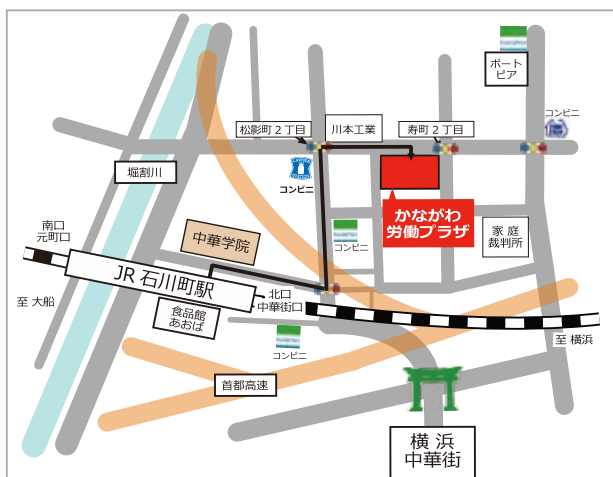 ボート
ピア
コンビニ
松影町2丁目
川本工業
寿町2丁目
コンビニ
堀割川
かながわ
労働プラザ
南口
元町口
中華学院
コンビニ
家庭
裁判所
JR 石川町駅
北口
中華街口
至 大船
食品館
あおば
コンビニ
至 横浜
首都高速
横浜
中華街